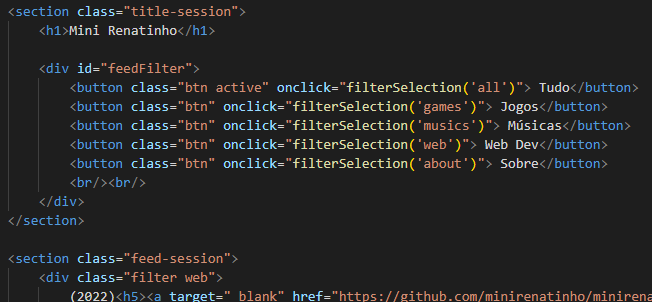 <section class="title-session">
<h1>Mini Renatinho</h1>
<div id="feedFilter">
<button class="btn active" onclick="filterSelection('all')"> Tudo</button>
<button class="btn" onclick="filterSelection('games')"> Jogos</button>
<button class="btn" onclick="filterSelection('musics')"> Músicas</button>
<button class="btn" onclick="filterSelection('web')"> Web Dev</button>
<button class="btn" onclick="filterSelection('about')"> Sobre</button>
<br/><br/>
</div>
</section>
<section class="feed-session">
<div class="filter web">
(2022)<h5><a target="_blank" href="https://github.com/minirenatinho/minirena